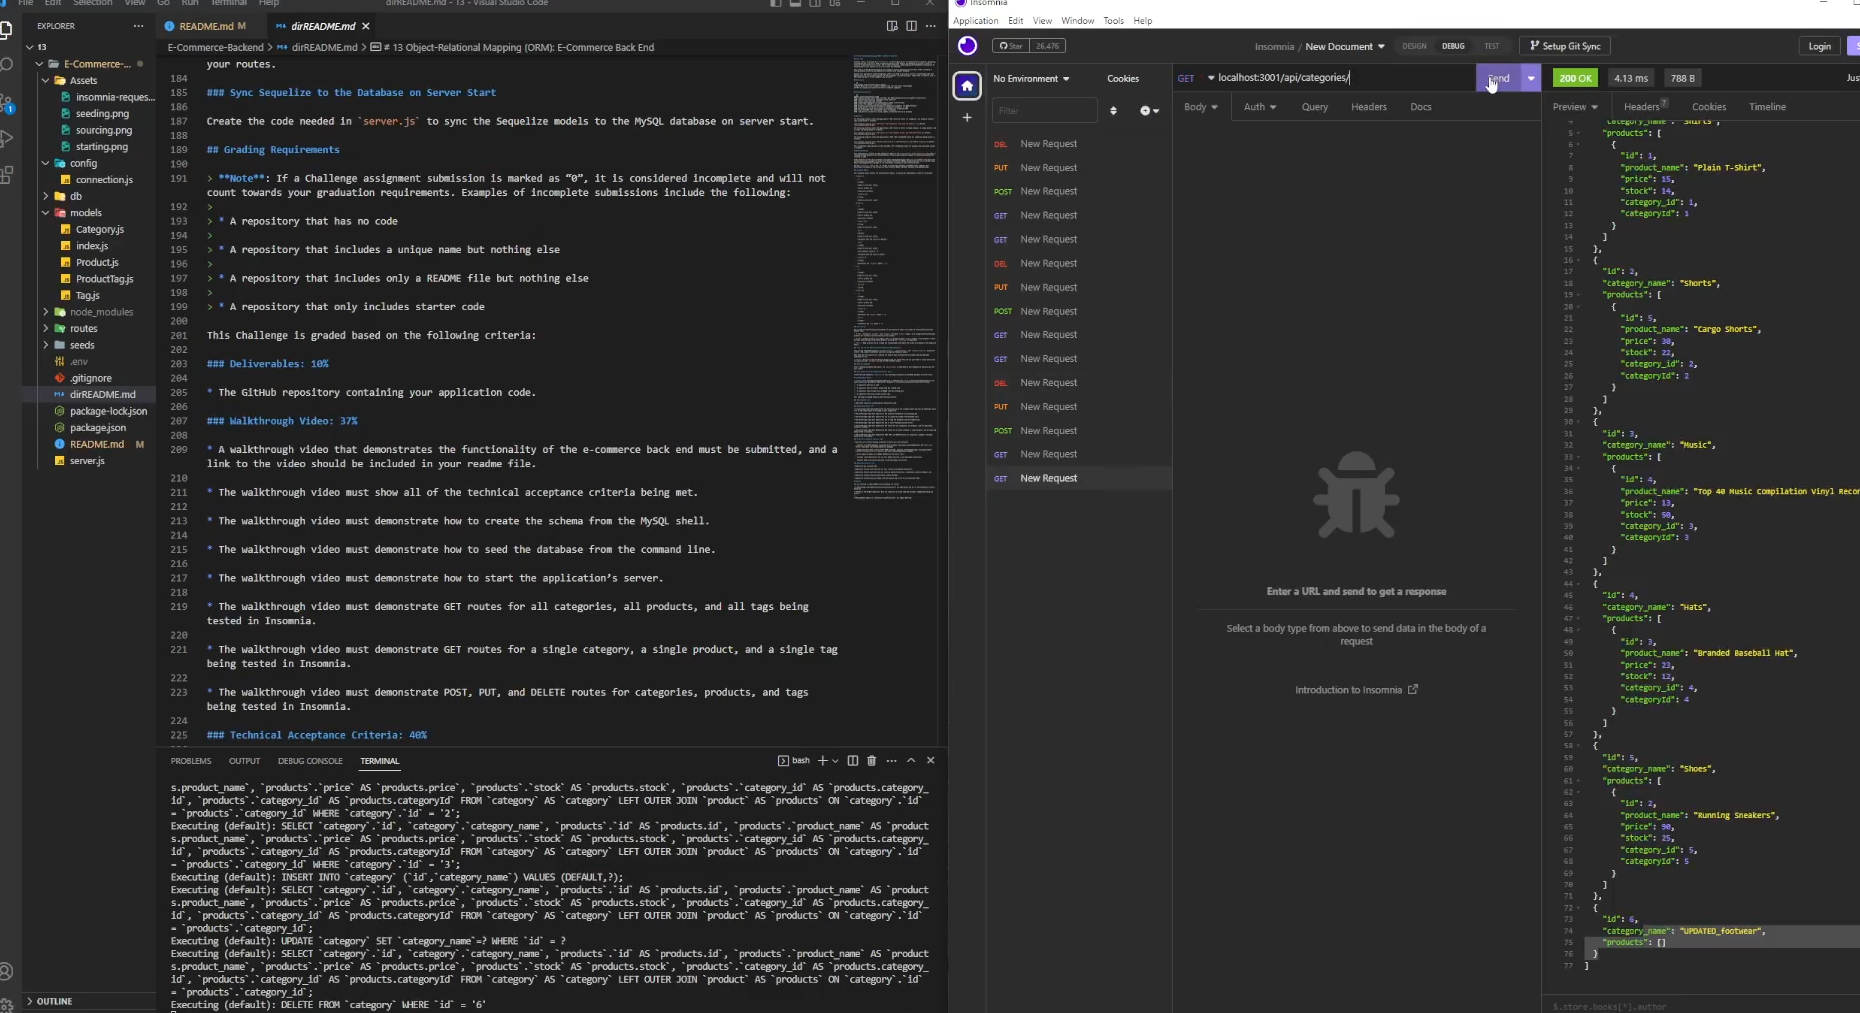 File Edit Selection View Go Run Terminal Help
dirREADME.md - 13 - Visual Studio Code
EXPLORER
13
E-Commerce-...
Assets
insomnia-reques...
seeding.png
sourcing.png
starting.png
config
connection.js
db
models
Category.js
index.js
Product.js
ProductTag.js
Tag.js
node_modules
routes
seeds
.env
.gitignore
dirREADME.md
package-lock.json
package.json
README.md M
server.js
OUTLINE
README.md M
dirREADME.md
E-Commerce-Backend > dirREADME.md > # 13 Object-Relational Mapping (ORM): E-Commerce Back End
your routes.
184
185 ### Sync Sequelize to the Database on Server Start
186
187 Create the code needed in `server.js` to sync the Sequelize models to the MySQL database on server start.
188
189 ## Grading Requirements
190
191 > **Note**: If a Challenge assignment submission is marked as “0”, it is considered incomplete and will not
count towards your graduation requirements. Examples of incomplete submissions include the following:
192 >
193 > * A repository that has no code
194 >
195 > * A repository that includes a unique name but nothing else
196 >
197 > * A repository that includes only a README file but nothing else
198 >
199 > * A repository that only includes starter code
200
201 This Challenge is graded based on the following criteria:
202
203 ### Deliverables: 10%
204
205 * The GitHub repository containing your application code.
206
207 ### Walkthrough Video: 37%
208
209 * A walkthrough video that demonstrates the functionality of the e-commerce back end must be submitted, and a
link to the video should be included in your readme file.
210
211 * The walkthrough video must show all of the technical acceptance criteria being met.
212
213 * The walkthrough video must demonstrate how to create the schema from the MySQL shell.
214
215 * The walkthrough video must demonstrate how to seed the database from the command line.
216
217 * The walkthrough video must demonstrate how to start the application’s server.
218
219 * The walkthrough video must demonstrate GET routes for all categories, all products, and all tags being
tested in Insomnia.
220
221 * The walkthrough video must demonstrate GET routes for a single category, a single product, and a single tag
being tested in Insomnia.
222
223 * The walkthrough video must demonstrate POST, PUT, and DELETE routes for categories, products, and tags
being tested in Insomnia.
224
225 ### Technical Acceptance Criteria: 40%
PROBLEMS OUTPUT DEBUG CONSOLE TERMINAL
bash
s.product_name`, `products`.`price` AS `products.price`, `products`.`stock` AS `products.stock`, `products`.`category_id` AS `products.category_
id`, `products`.`category_id` AS `products.categoryId` FROM `category` AS `category` LEFT OUTER JOIN `product` AS `products` ON `category`.`id`
= `products`.`category_id` WHERE `category`.`id` = '2';
Executing (default): SELECT `category`.`id`, `category`.`category_name`, `products`.`id` AS `products.id`, `products`.`product_name` AS `product
s.product_name`, `products`.`price` AS `products.price`, `products`.`stock` AS `products.stock`, `products`.`category_id` AS `products.category_
id`, `products`.`category_id` AS `products.categoryId` FROM `category` AS `category` LEFT OUTER JOIN `product` AS `products` ON `category`.`id`
= `products`.`category_id` WHERE `category`.`id` = '3';
Executing (default): INSERT INTO `category` (`id`,`category_name`) VALUES (DEFAULT,?);
Executing (default): SELECT `category`.`id`, `category`.`category_name`, `products`.`id` AS `products.id`, `products`.`product_name` AS `product
s.product_name`, `products`.`price` AS `products.price`, `products`.`stock` AS `products.stock`, `products`.`category_id` AS `products.category_
id`, `products`.`category_id` AS `products.categoryId` FROM `category` AS `category` LEFT OUTER JOIN `product` AS `products` ON `category`.`id`
= `products`.`category_id`;
Executing (default): UPDATE `category` SET `category_name`=? WHERE `id` = ?
Executing (default): SELECT `category`.`id`, `category`.`category_name`, `products`.`id` AS `products.id`, `products`.`product_name` AS `product
s.product_name`, `products`.`price` AS `products.price`, `products`.`stock` AS `products.stock`, `products`.`category_id` AS `products.category_
id`, `products`.`category_id` AS `products.categoryId` FROM `category` AS `category` LEFT OUTER JOIN `product` AS `products` ON `category`.`id`
= `products`.`category_id`;
Executing (default): DELETE FROM `category` WHERE `id` = '6'
Insomnia
Application Edit View Window Tools Help
Star 26,476
Insomnia / New Document
DESIGN DEBUG TEST
Setup Git Sync
Login
No Environment Cookies
Filter
DEL New Request
PUT New Request
POST New Request
GET New Request
GET New Request
DEL New Request
PUT New Request
POST New Request
GET New Request
GET New Request
DEL New Request
PUT New Request
POST New Request
GET New Request
GET New Request
GET localhost:3001/api/categories/ Send
Body Auth Query Headers Docs
Enter a URL and send to get a response
Select a body type from above to send data in the body of a
request
Introduction to Insomnia
200 OK 4.13 ms 788 B Jus
Preview Headers 7 Cookies Timeline
4 "category_name": "Shirts",
5 "products": [
6 {
7 "id": 1,
8 "product_name": "Plain T-Shirt",
9 "price": 15,
10 "stock": 14,
11 "category_id": 1,
12 "categoryId": 1
13 }
14 ]
15 },
16 {
17 "id": 2,
18 "category_name": "Shorts",
19 "products": [
20 {
21 "id": 5,
22 "product_name": "Cargo Shorts",
23 "price": 30,
24 "stock": 22,
25 "category_id": 2,
26 "categoryId": 2
27 }
28 ]
29 },
30 {
31 "id": 3,
32 "category_name": "Music",
33 "products": [
34 {
35 "id": 4,
36 "product_name": "Top 40 Music Compilation Vinyl Recor
37 "price": 13,
38 "stock": 50,
39 "category_id": 3,
40 "categoryId": 3
41 }
42 ]
43 },
44 {
45 "id": 4,
46 "category_name": "Hats",
47 "products": [
48 {
49 "id": 3,
50 "product_name": "Branded Baseball Hat",
51 "price": 23,
52 "stock": 12,
53 "category_id": 4,
54 "categoryId": 4
55 }
56 ]
57 },
58 {
59 "id": 5,
60 "category_name": "Shoes",
61 "products": [
62 {
63 "id": 2,
64 "product_name": "Running Sneakers",
65 "price": 90,
66 "stock": 25,
67 "category_id": 5,
68 "categoryId": 5
69 }
70 ]
71 },
72 {
73 "id": 6,
74 "category_name": "UPDATED_footwear",
75 "products": []
76 }
77 ]
$.store.books[*].author